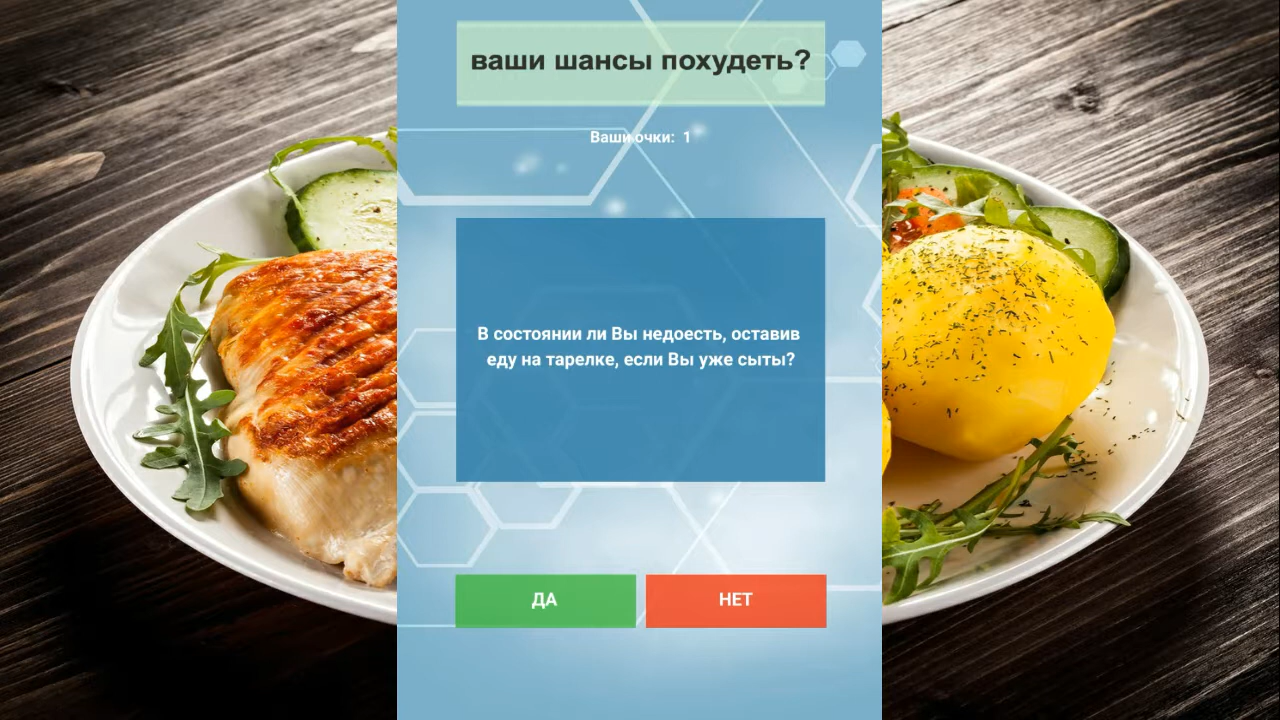 ваши шансы похудеть?
Ваши очки: 1
В состоянии ли Вы недоесть, оставив
еду на тарелке, если Вы уже сыты?
ДА
НЕТ